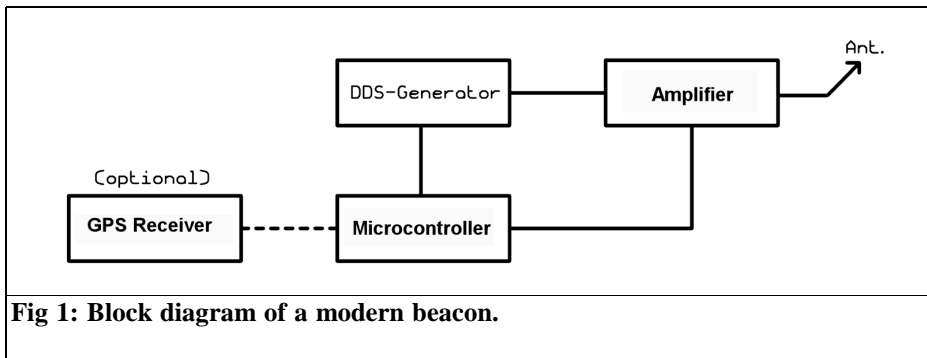 Ant.
DDS-Generator
Amplifier
(optional)
GPS Receiver
Microcontroller
Fig 1: Block diagram of a modern beacon.